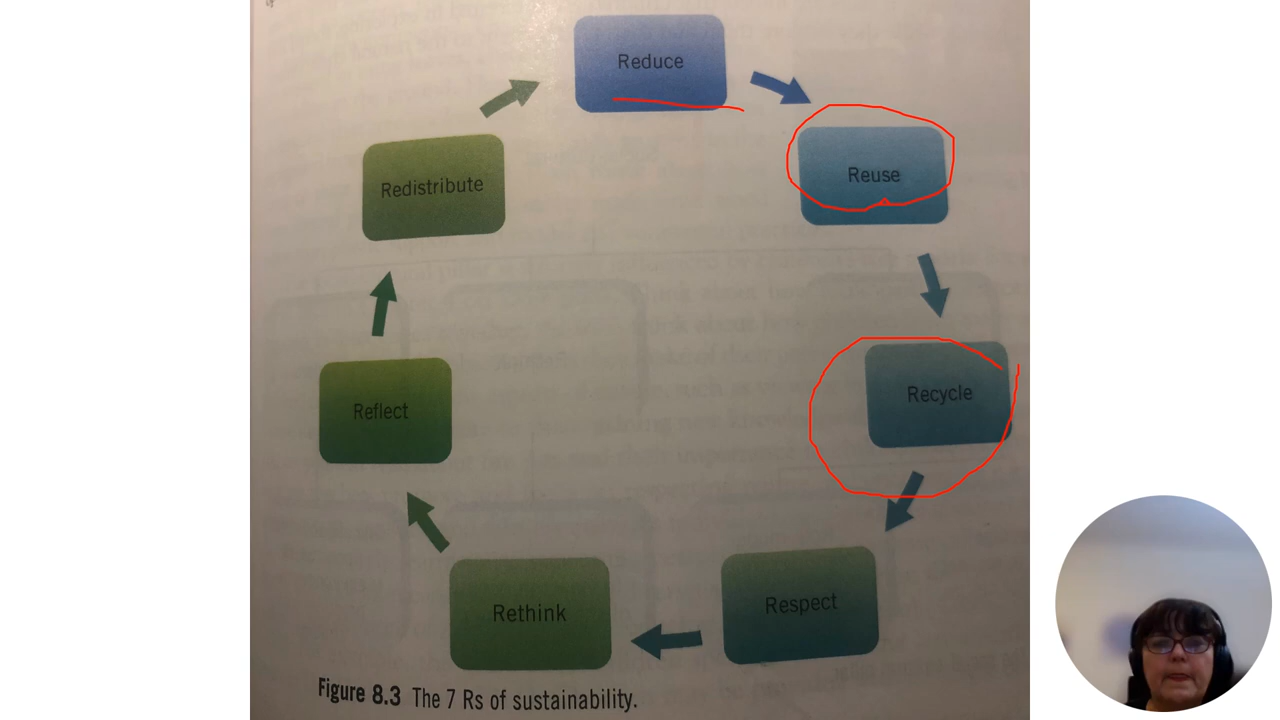 Reduce
Reuse
Recycle
Respect
Rethink
Reflect
Redistribute
Figure 8.3 The 7 Rs of sustainability.